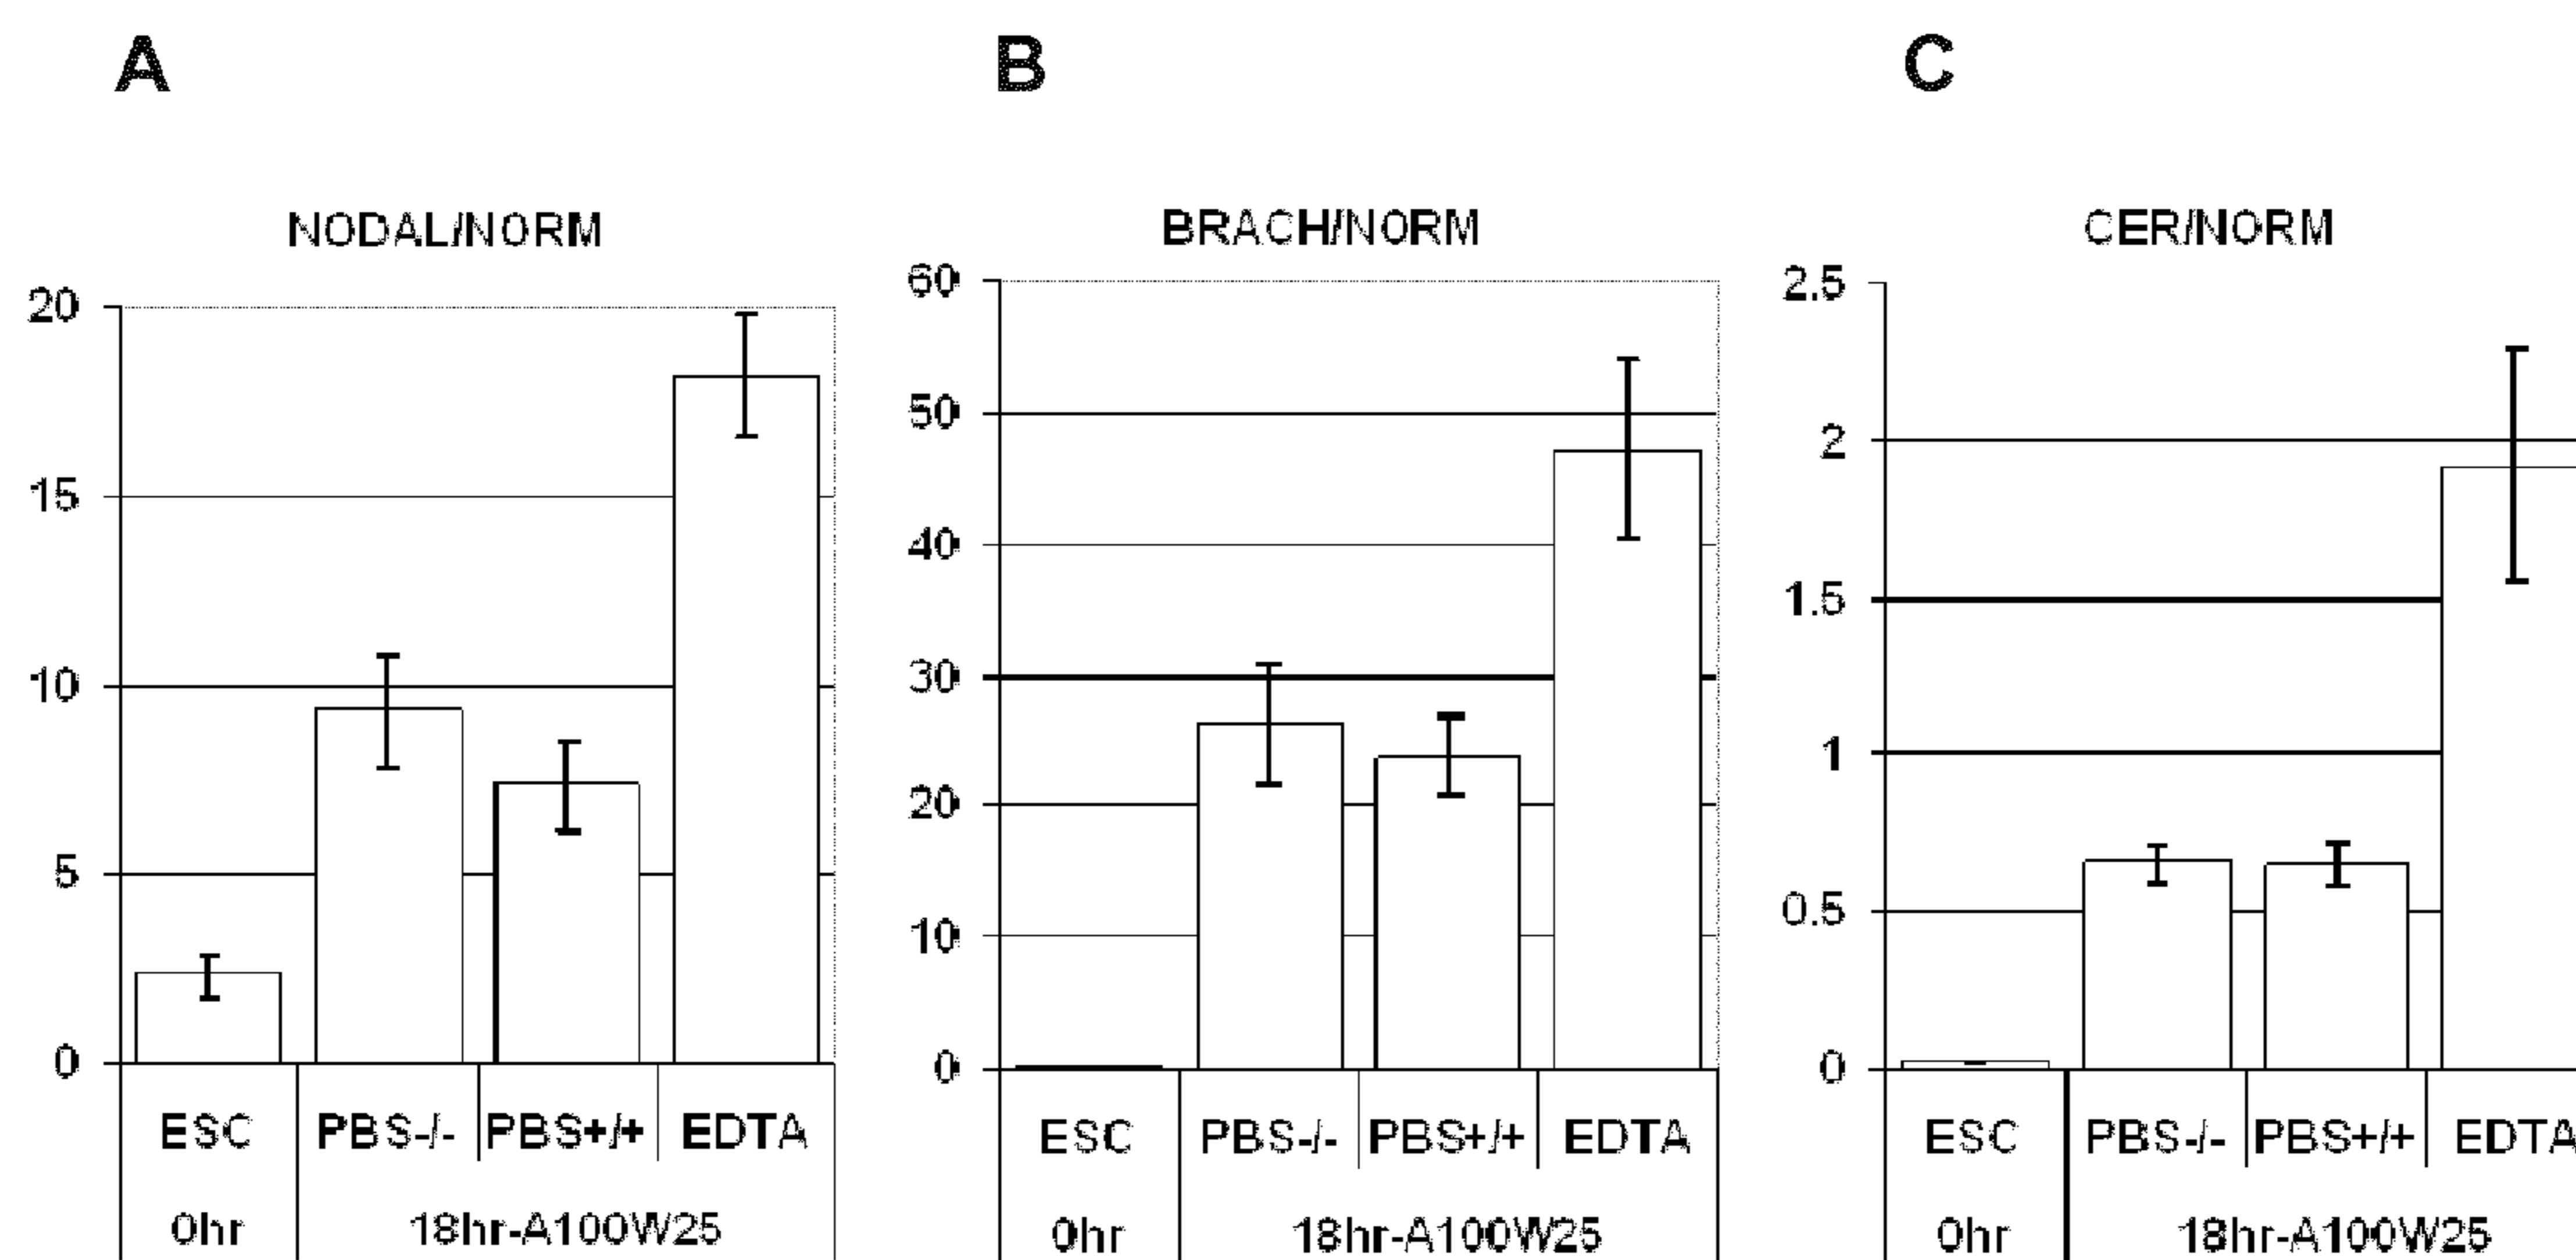 A B C
NODAL/NORM BRACH/NORM CER/NORM
20
15
10
5
0
ESC PBS-/- PBS+/+ EDTA
0hr 18hr-A100W25
60
50
40
30
20
10
0
ESC PBS-/- PBS+/+ EDTA
0hr 18hr-A100W25
2.5
2
1.5
1
0.5
0
ESC PBS-/- PBS+/+ EDTA
0hr 18hr-A100W25